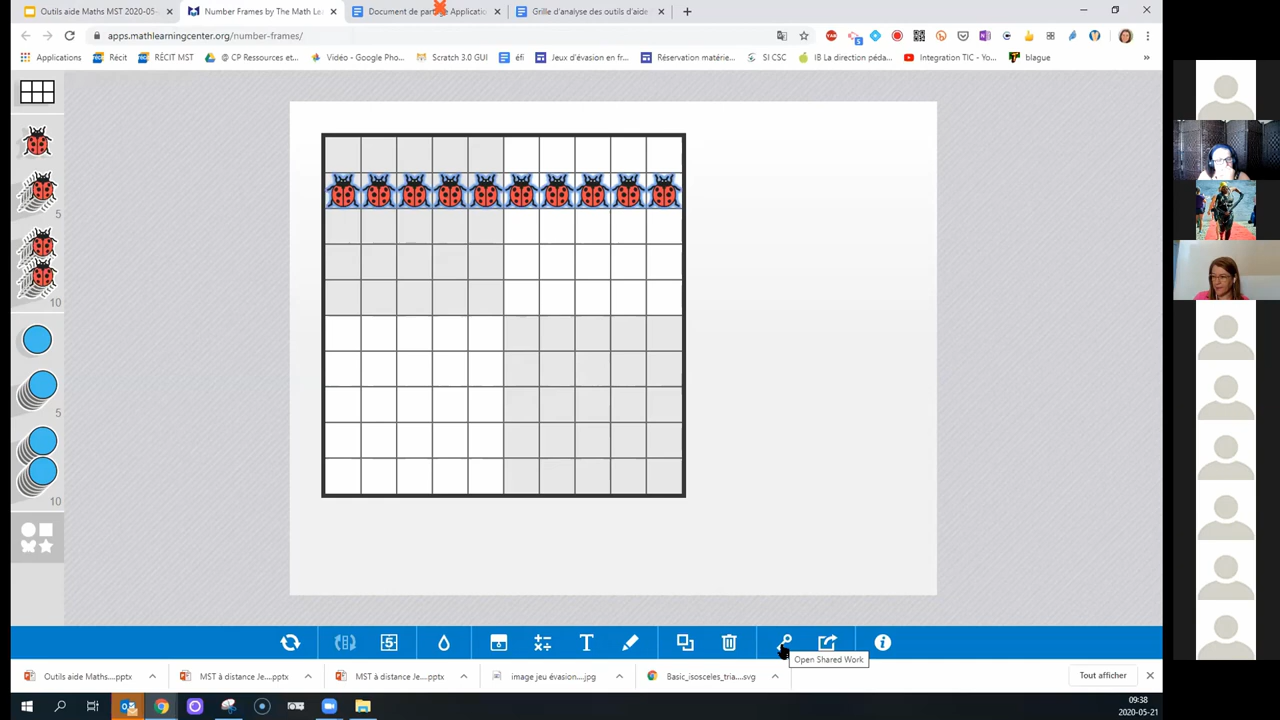 Outils aide Maths MST 2020-05-
Number Frames by The Math Le
Document de part Applicatio
Grille d'analyse des outils d'aide
apps.mathlearningcenter.org/number-frames/
Applications
Récit
RÉCIT MST
@ CP Ressources et...
Vidéo - Google Pho...
Scratch 3.0 GUI
éfi
Jeux d'évasion en fr...
Réservation matérie...
SI CSC
IB La direction péda...
Integration TIC - Yo...
blague
»
5
10
5
10
5
T
Open Shared Work
Outils aide Maths....pptx
MST à distance Je....pptx
MST à distance Je....pptx
image jeu évasion....jpg
Basic_isosceles_tria....svg
Tout afficher
09:38
2020-05-21